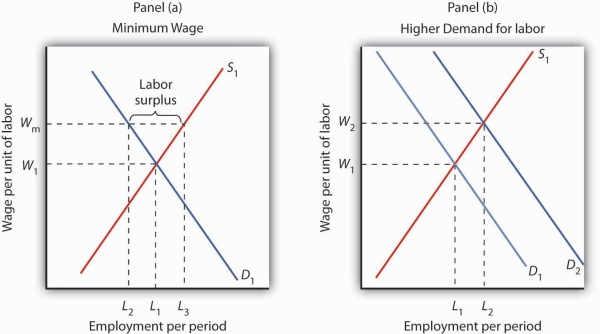 Panel (a)
Minimum Wage
Wage per unit of labor
Labor
surplus
S1
Wm
W1
D1
L2 L1 L3
Employment per period
Panel (b)
Higher Demand for labor
Wage per unit of labor
S1
W2
W1
D1
D2
L1 L2
Employment per period